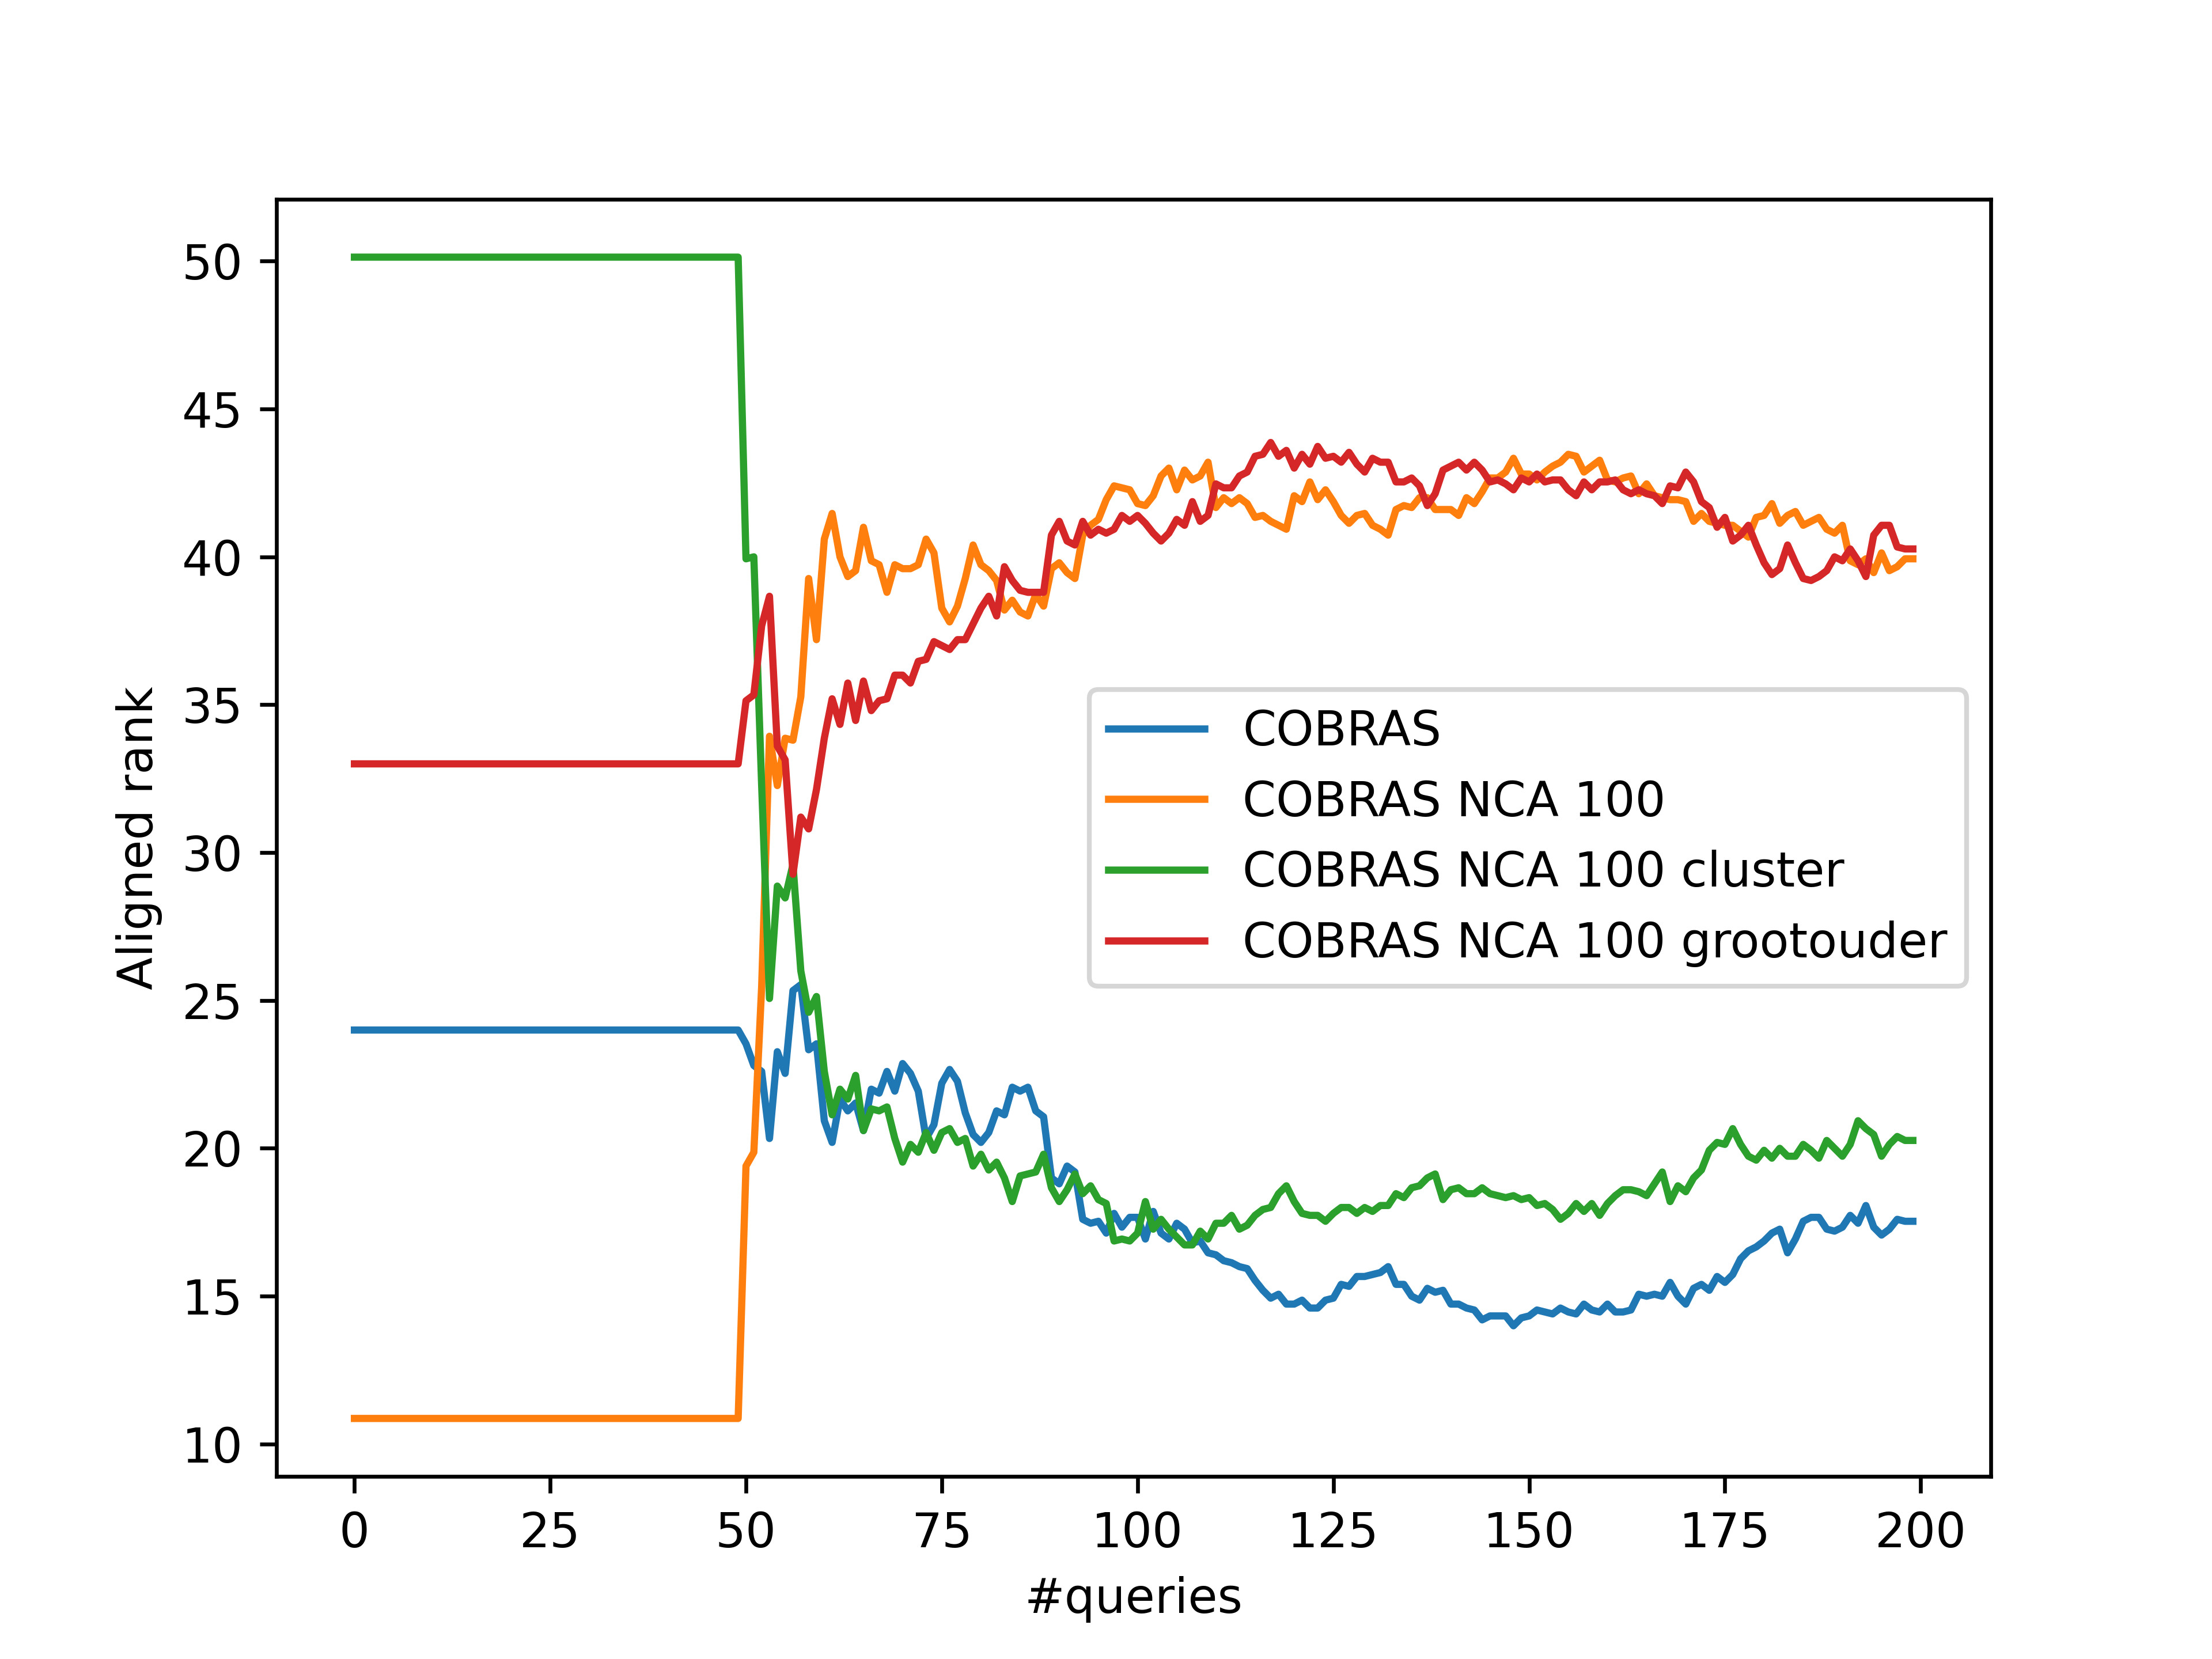 50
45
40
35
30
25
20
15
10
Aligned rank
COBRAS
COBRAS NCA 100
COBRAS NCA 100 cluster
COBRAS NCA 100 grootouder
0 25 50 75 100 125 150 175 200
#queries